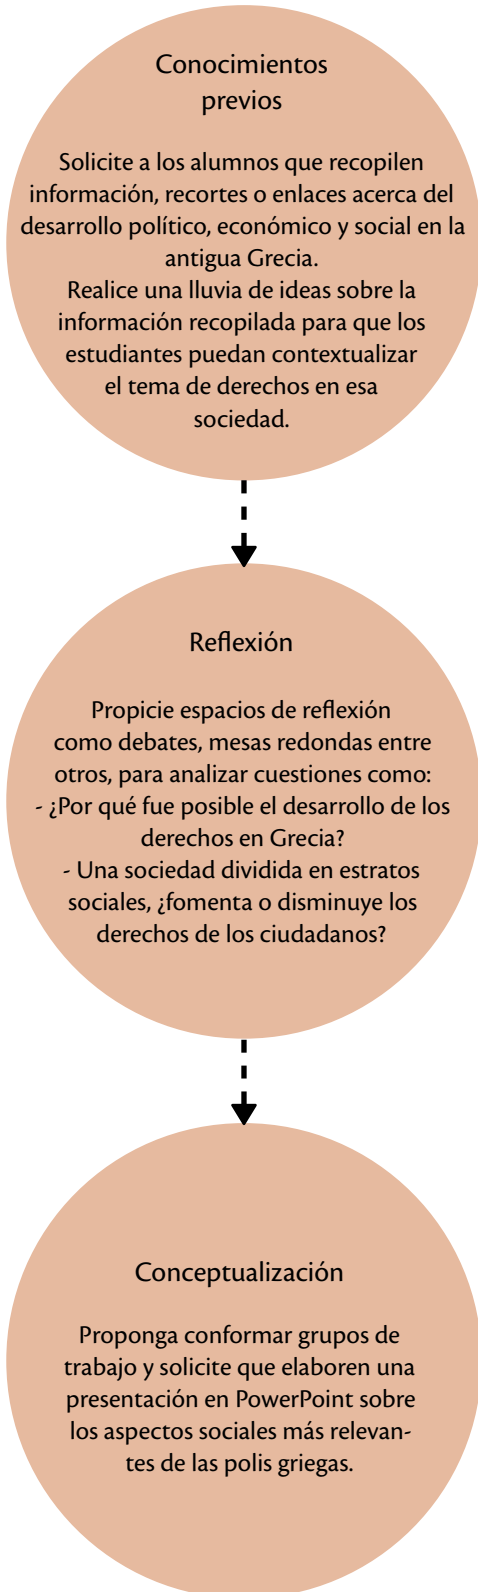 Conocimientos
previos
Solicite a los alumnos que recopilen
información, recortes o enlaces acerca del
desarrollo político, económico y social en la
antigua Grecia.
Realice una lluvia de ideas sobre la
información recopilada para que los
estudiantes puedan contextualizar
el tema de derechos en esa
sociedad.
Reflexión
Propicie espacios de reflexión
como debates, mesas redondas entre
otros, para analizar cuestiones como:
- ¿Por qué fue posible el desarrollo de los
derechos en Grecia?
- Una sociedad dividida en estratos
sociales, ¿fomenta o disminuye los
derechos de los ciudadanos?
Conceptualización
Proponga conformar grupos de
trabajo y solicite que elaboren una
presentación en PowerPoint sobre
los aspectos sociales más relevan-
tes de las polis griegas.